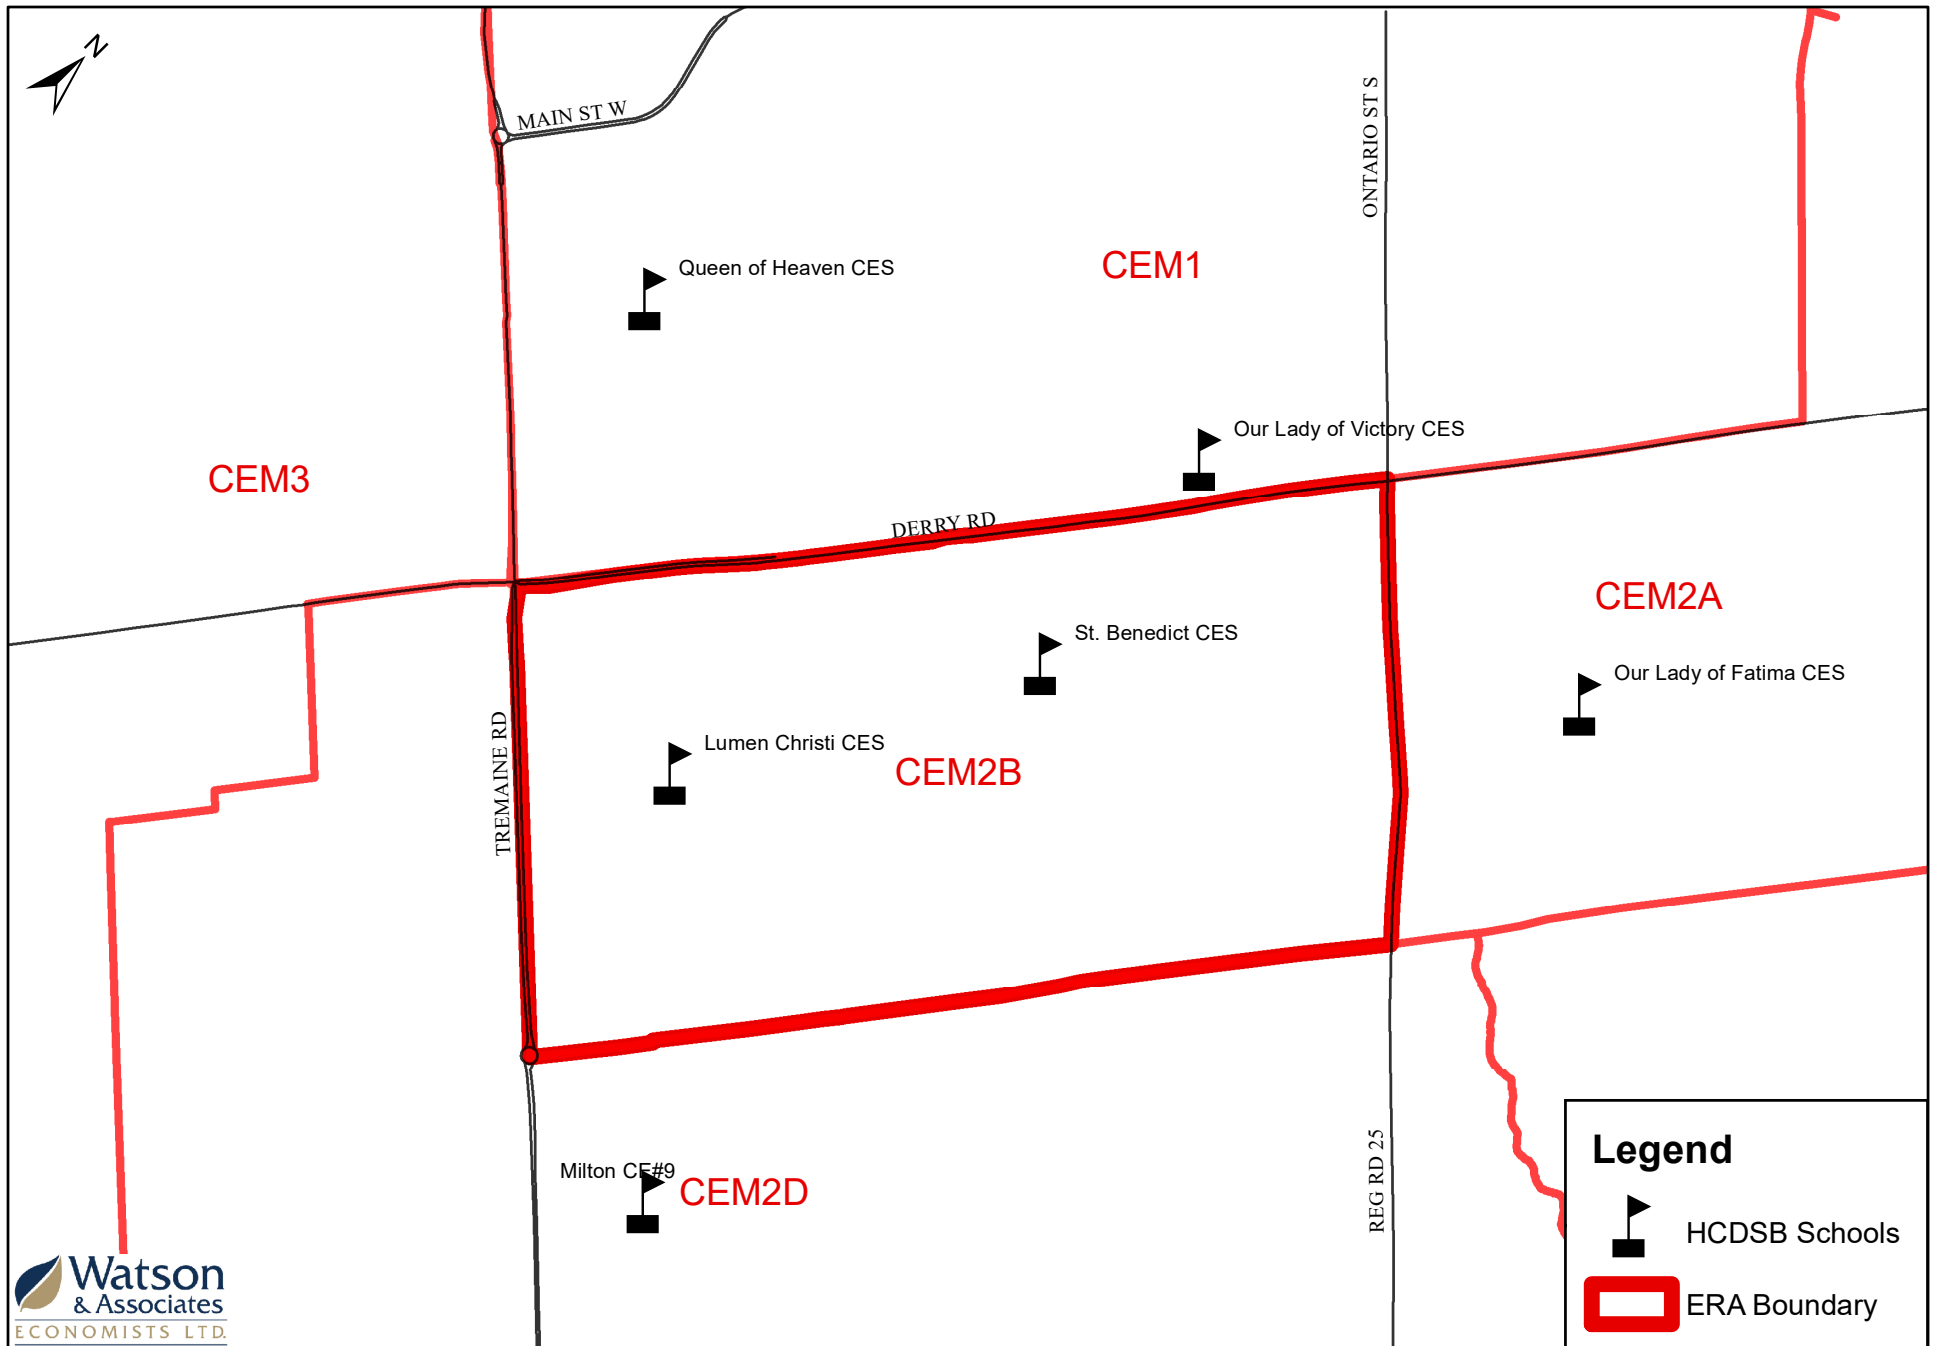 N
MAIN ST W
ONTARIO ST S
Queen of Heaven CES
CEM1
Our Lady of Victory CES
CEM3
DERRY RD
CEM2A
St. Benedict CES
Our Lady of Fatima CES
TREMAINE RD
Lumen Christi CES
CEM2B
REG RD 25
Milton CE#9
CEM2D
Legend
HCDSB Schools
ERA Boundary
Watson
& Associates
ECONOMISTS LTD.